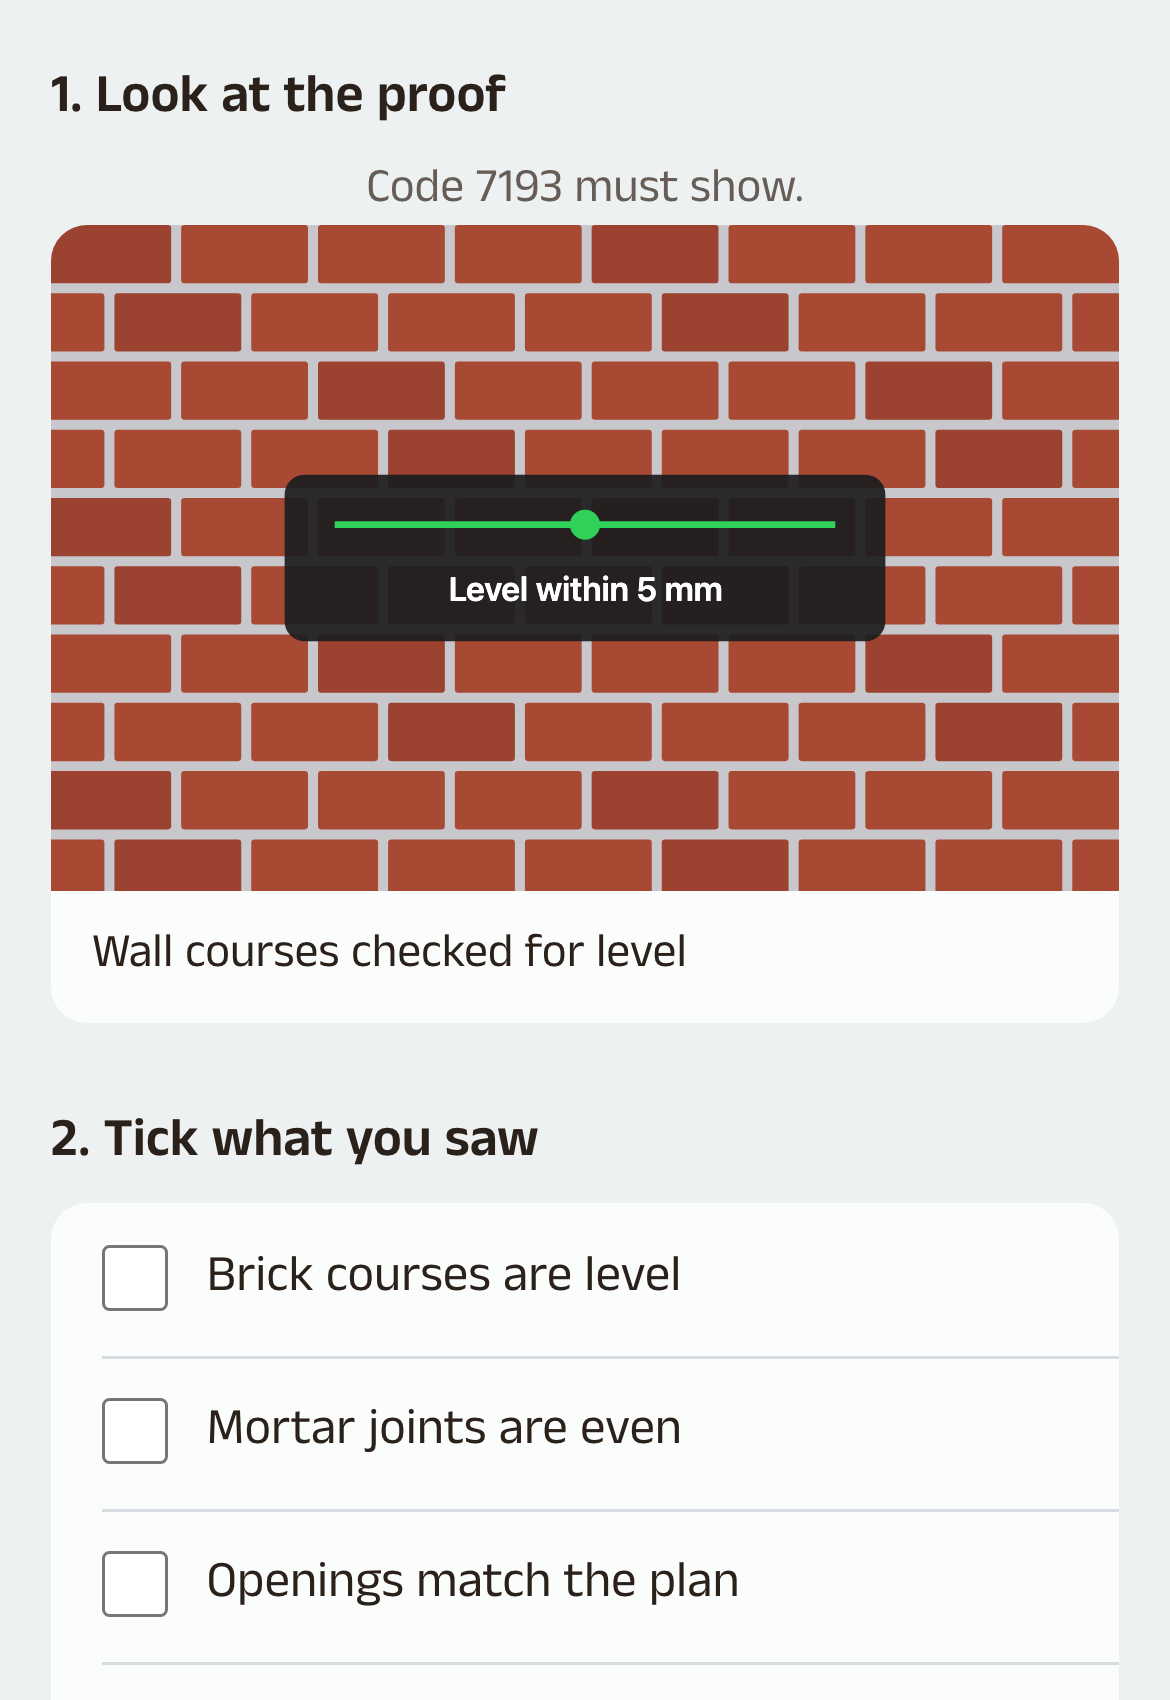 1. Look at the proof
Code 7193 must show.
Level within 5 mm
Wall courses checked for level
2. Tick what you saw
Brick courses are level
Mortar joints are even
Openings match the plan